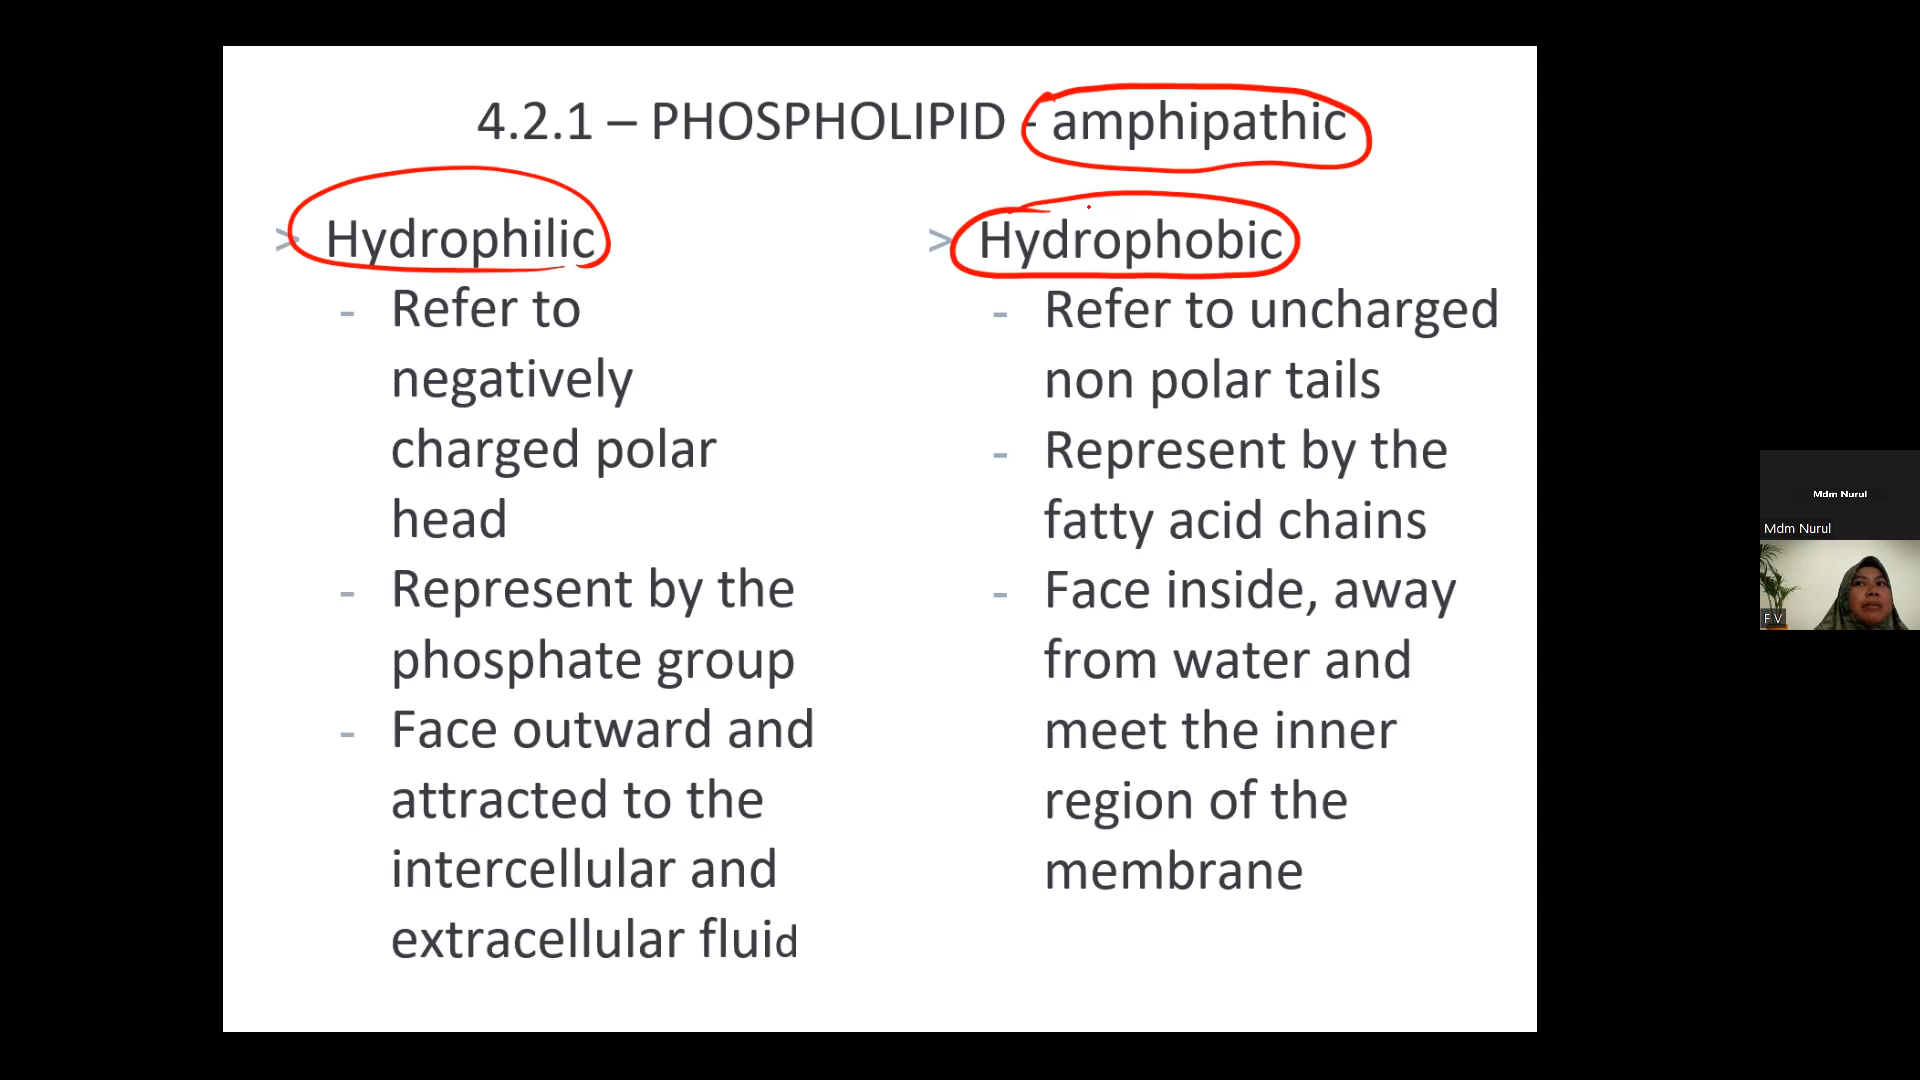 4.2.1 – PHOSPHOLIPID - amphipathic
> Hydrophilic
- Refer to
negatively
charged polar
head
- Represent by the
phosphate group
- Face outward and
attracted to the
intercellular and
extracellular fluid
> Hydrophobic
- Refer to uncharged
non polar tails
- Represent by the
fatty acid chains
- Face inside, away
from water and
meet the inner
region of the
membrane
Mdm Nurul
Mdm Nurul
F V